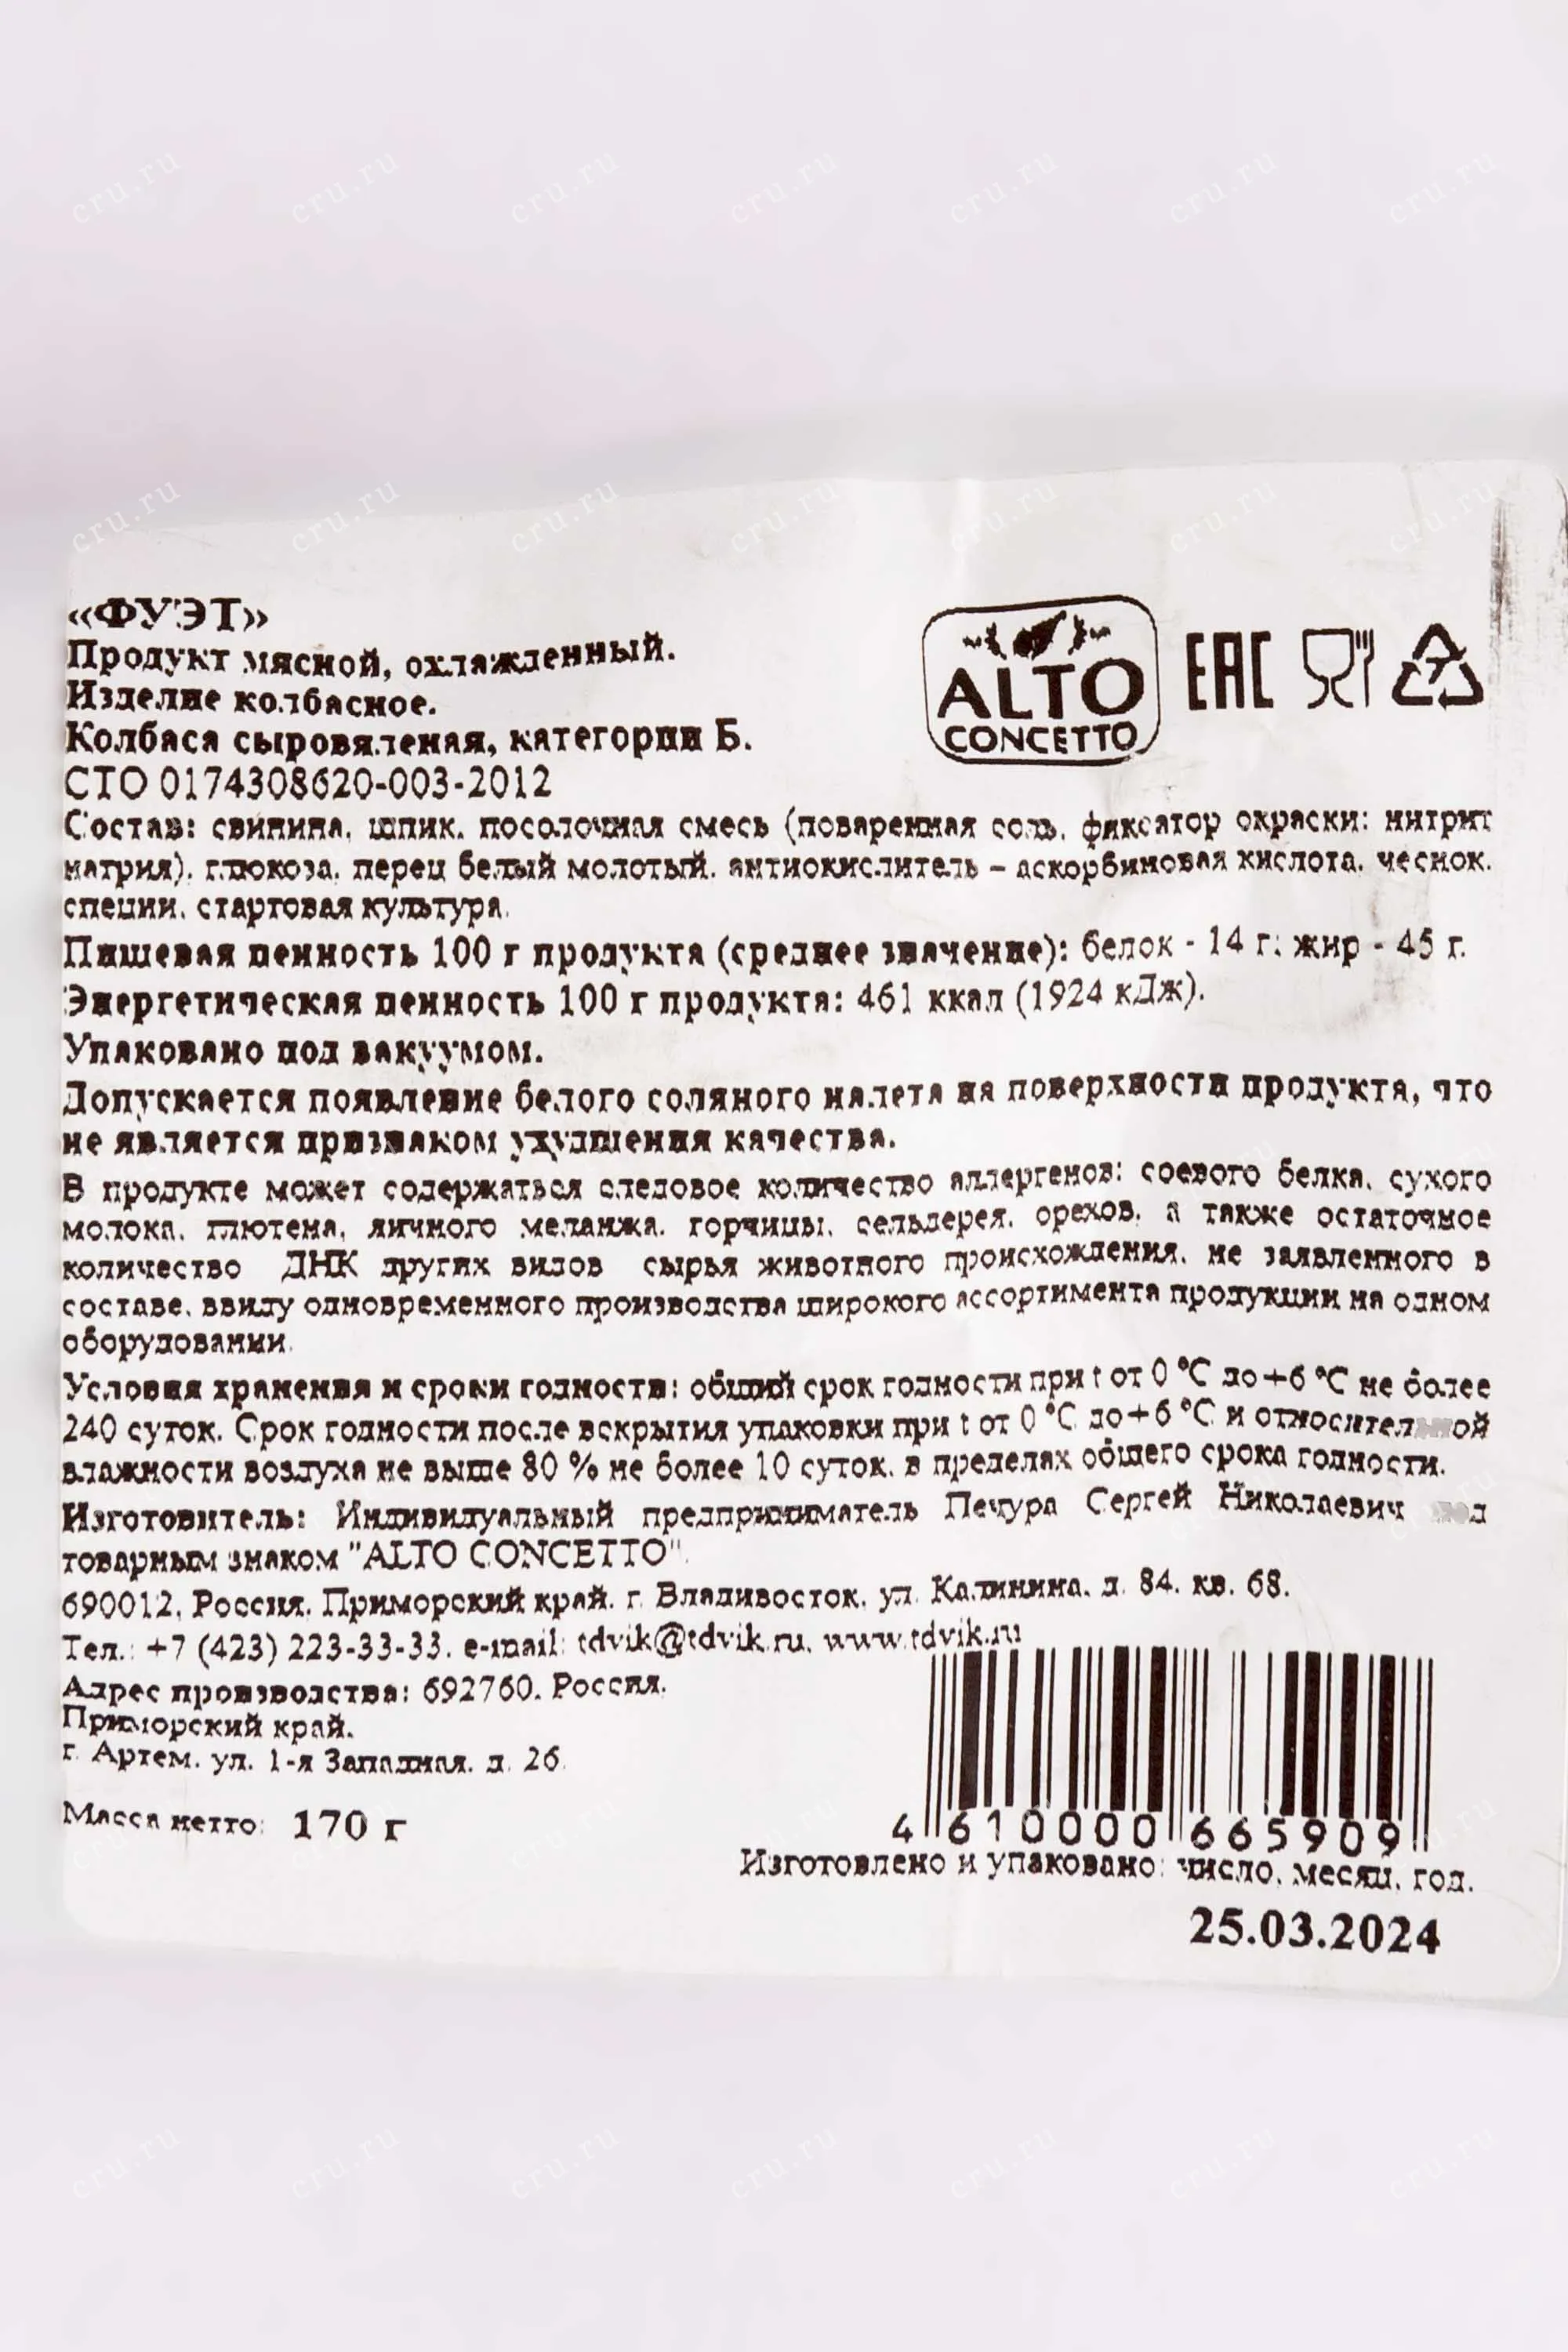 «ФУЭТ»
Продукт мясной, охлажденный.
Изделие колбасное.
Колбаса сыровяленая, категории Б.
СТО 0174308620-003-2012
ALTO
CONCETTO
EAC
7
Состав: свинина, шпик, посолочная смесь (поваренная соль, фиксатор окраски: нитрит
натрия), глюкоза, перец белый молотый, антиокислитель – аскорбиновая кислота, чеснок,
специи, стартовая культура.
Пищевая ценность 100 г продукта (среднее значение): белок - 14 г; жир - 45 г.
Энергетическая ценность 100 г продукта: 461 ккал (1924 кДж).
Упаковано под вакуумом.
Допускается появление белого соляного налета на поверхности продукта, что
не является признаком ухудшения качества.
В продукте может содержаться следовое количество аллергенов: соевого белка, сухого
молока, глютена, яичного меланжа, горчицы, сельдерея, орехов, а также остаточное
количество ДНК других видов сырья животного происхождения, не заявленного в
составе, ввиду одновременного производства широкого ассортимента продукции на одном
оборудовании.
Условия хранения и сроки годности: общий срок годности при t от 0 °С до +6 °С не более
240 суток. Срок годности после вскрытия упаковки при t от 0 °С до +6 °С и относительной
влажности воздуха не выше 80 % не более 10 суток, в пределах общего срока годности.
Изготовитель: Индивидуальный предприниматель Печура Сергей Николаевич под
товарным знаком "ALTO CONCETTO".
690012, Россия, Приморский край, г. Владивосток, ул. Калинина, д. 84, кв. 68.
Тел.: +7 (423) 223-33-33, e-mail: tdvik@tdvik.ru, www.tdvik.ru
Адрес производства: 692760, Россия,
Приморский край,
г. Артем, ул. 1-я Западная, д. 26.
Масса нетто: 170 г
4 610000 665909
Изготовлено и упаковано: число, месяц, год.
25.03.2024